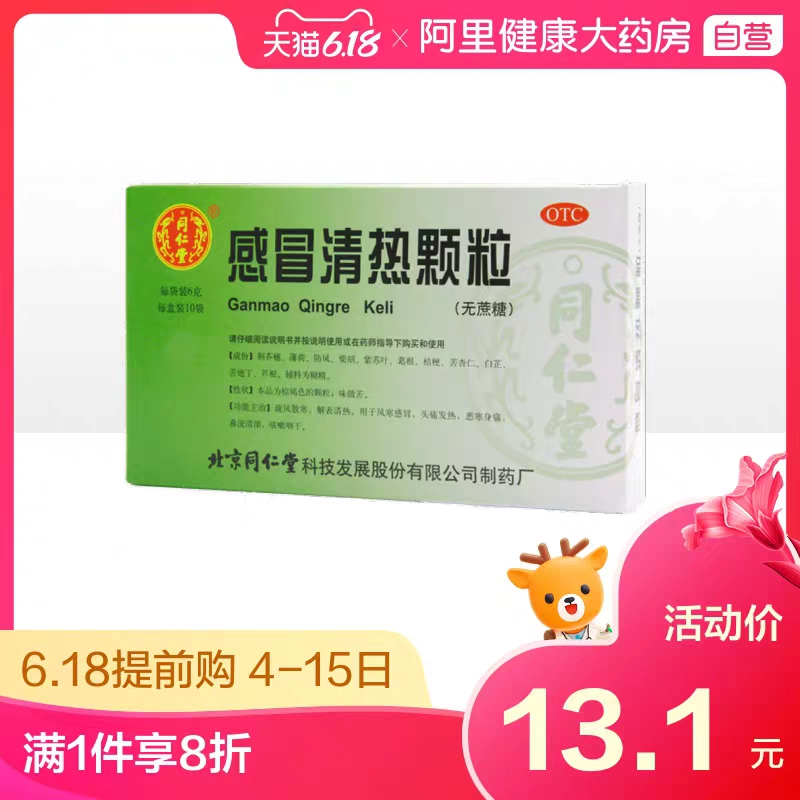 天猫6.18 × 阿里健康大药房 自营
同仁堂
®
OTC
感冒清热颗粒
每袋装6克
每盒装10袋
Ganmao Qingre Keli
(无蔗糖)
请仔细阅读说明书并按说明使用或在药师指导下购买和使用
【成份】荆芥穗、薄荷、防风、柴胡、紫苏叶、葛根、桔梗、苦杏仁、白芷、
苦地丁、芦根。辅料为糊精。
【性状】本品为棕褐色的颗粒；味微苦。
【功能主治】疏风散寒，解表清热。用于风寒感冒，头痛发热，恶寒身痛，
鼻流清涕，咳嗽咽干。
北京同仁堂科技发展股份有限公司制药厂
同仁堂
活动价
13.1元
6.18提前购 4-15日
满1件享8折